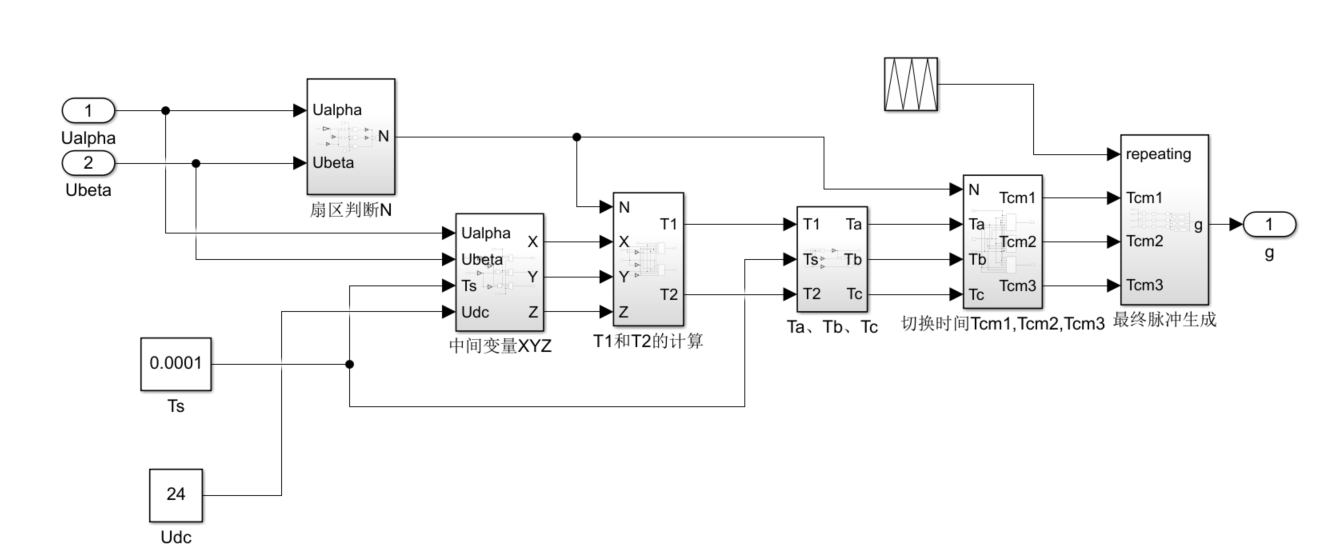 1
Ualpha
2
Ubeta
Ualpha
Ubeta
N
扇区判断N
Ualpha
Ubeta
Ts
Udc
X
Y
Z
中间变量XYZ
0.0001
Ts
24
Udc
N
X
Y
Z
T1
T2
T1和T2的计算
T1
Ts
T2
Ta
Tb
Tc
Ta、Tb、Tc
N
Ta
Tb
Tc
Tcm1
Tcm2
Tcm3
切换时间Tcm1,Tcm2,Tcm3
repeating
Tcm1
Tcm2
Tcm3
g
最终脉冲生成
1
g